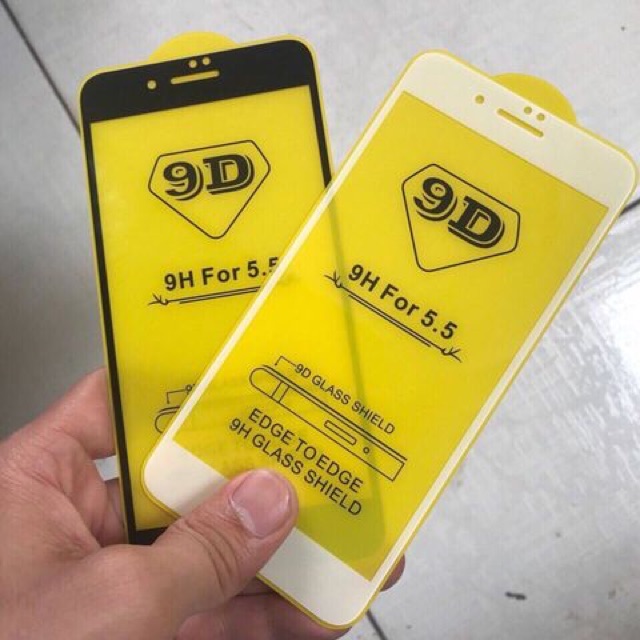 9D
9H For 5.5
9D
9H For 5.5
9D GLASS SHIELD
EDGE TO EDGE
9H GLASS SHIELD